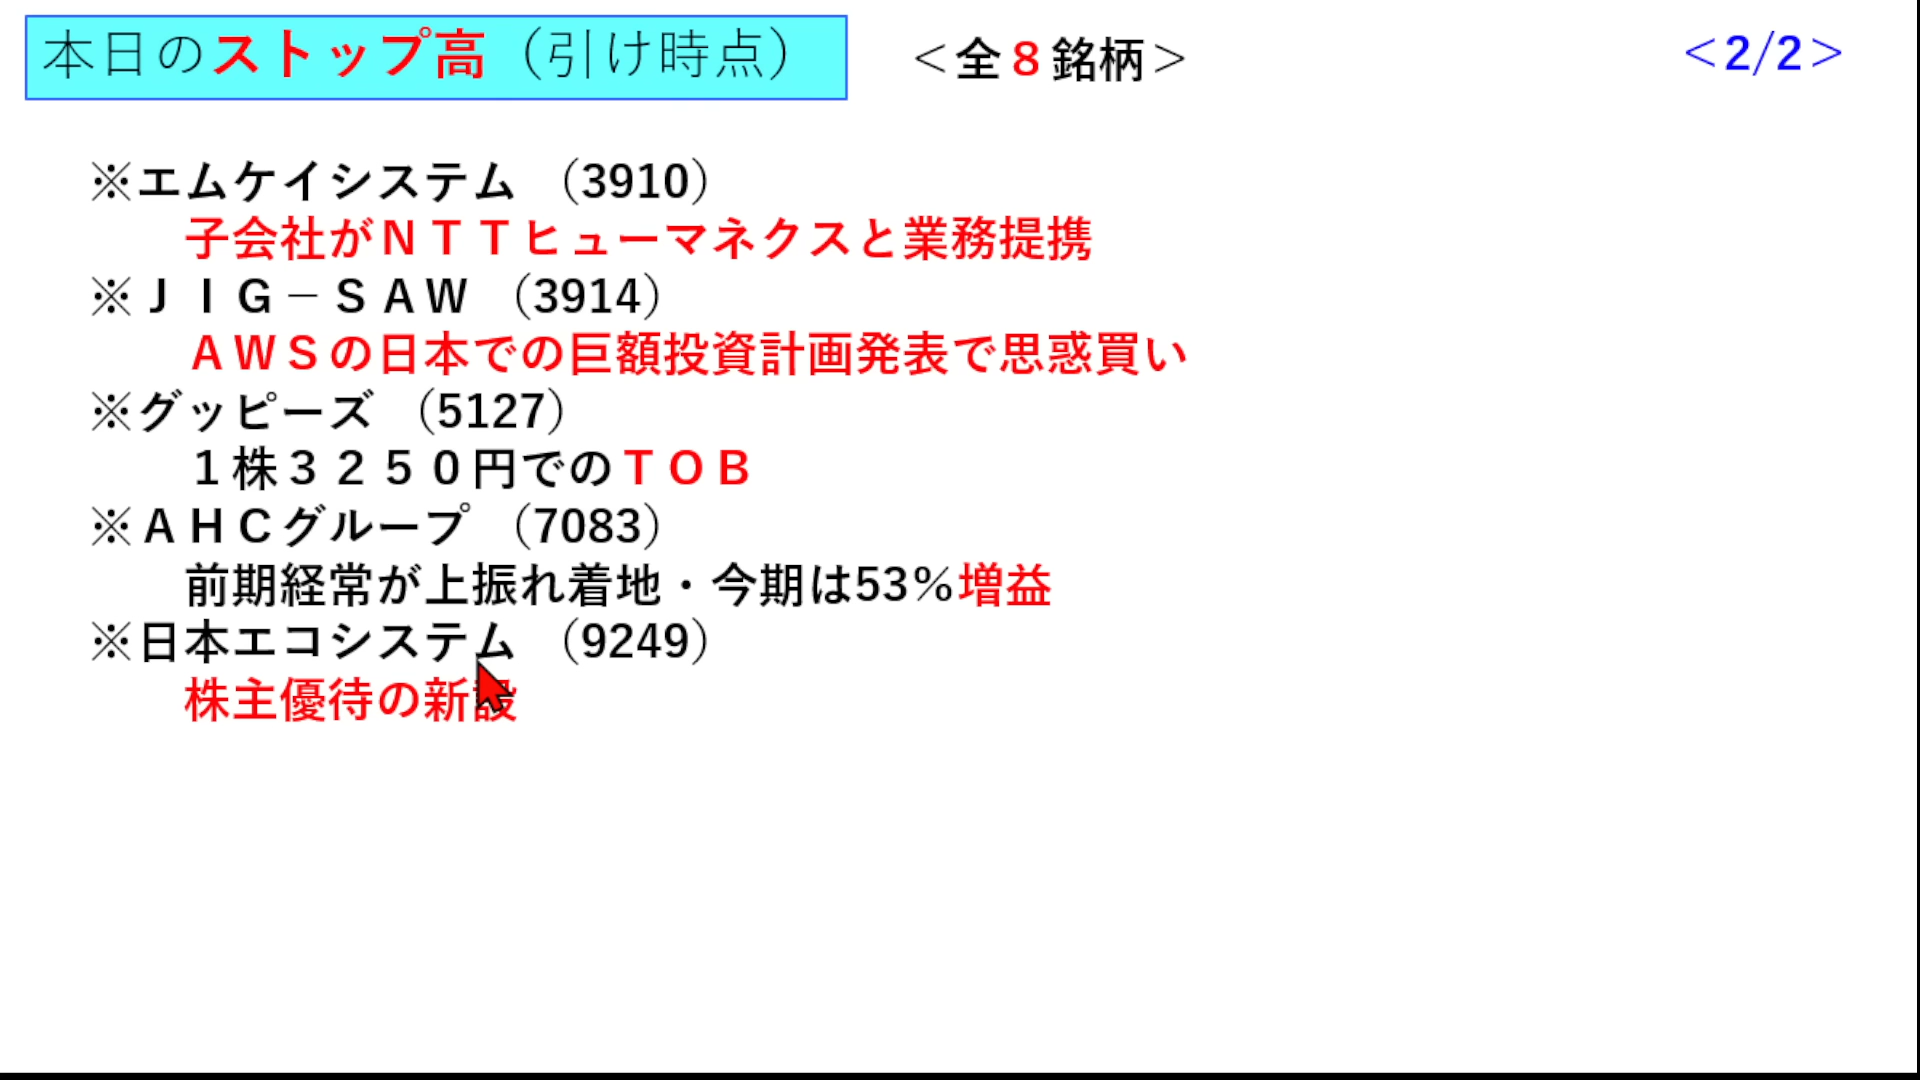 本日のストップ高（引け時点）
＜全８銘柄＞
＜2/2＞
※エムケイシステム （3910）
子会社がＮＴＴヒューマネクスと業務提携
※ＪＩＧ－ＳＡＷ （3914）
ＡＷＳの日本での巨額投資計画発表で思惑買い
※グッピーズ （5127）
１株３２５０円でのＴＯＢ
※ＡＨＣグループ （7083）
前期経常が上振れ着地・今期は53％増益
※日本エコシステム （9249）
株主優待の新設